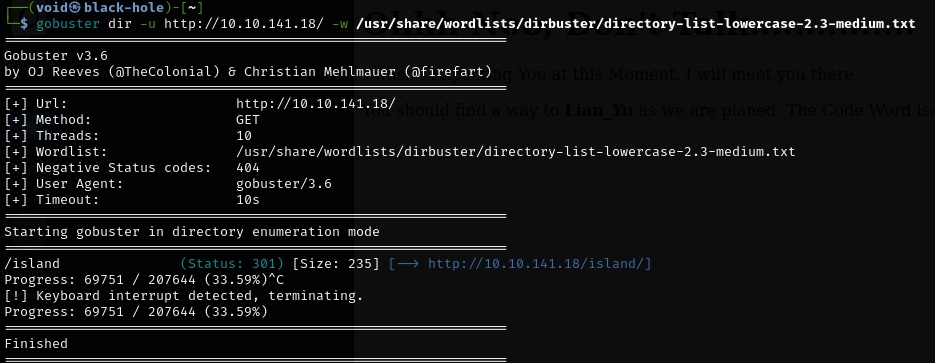 ┌──(void㉿black-hole)-[~]
└─$ gobuster dir -u http://10.10.141.18/ -w /usr/share/wordlists/dirbuster/directory-list-lowercase-2.3-medium.txt
===============================================================
Gobuster v3.6
by OJ Reeves (@TheColonial) & Christian Mehlmauer (@firefart)
===============================================================
[+] Url:                     http://10.10.141.18/
[+] Method:                  GET
[+] Threads:                 10
[+] Wordlist:                /usr/share/wordlists/dirbuster/directory-list-lowercase-2.3-medium.txt
[+] Negative Status codes:   404
[+] User Agent:              gobuster/3.6
[+] Timeout:                 10s
===============================================================
Starting gobuster in directory enumeration mode
===============================================================
/island               (Status: 301) [Size: 235] [--> http://10.10.141.18/island/]
Progress: 69751 / 207644 (33.59%)^C
[!] Keyboard interrupt detected, terminating.
Progress: 69751 / 207644 (33.59%)
===============================================================
Finished
===============================================================
Don't Talk...............
You at this Moment. I will meet you there
should find a way to Lian_Yu as we are planed. The Code Word is